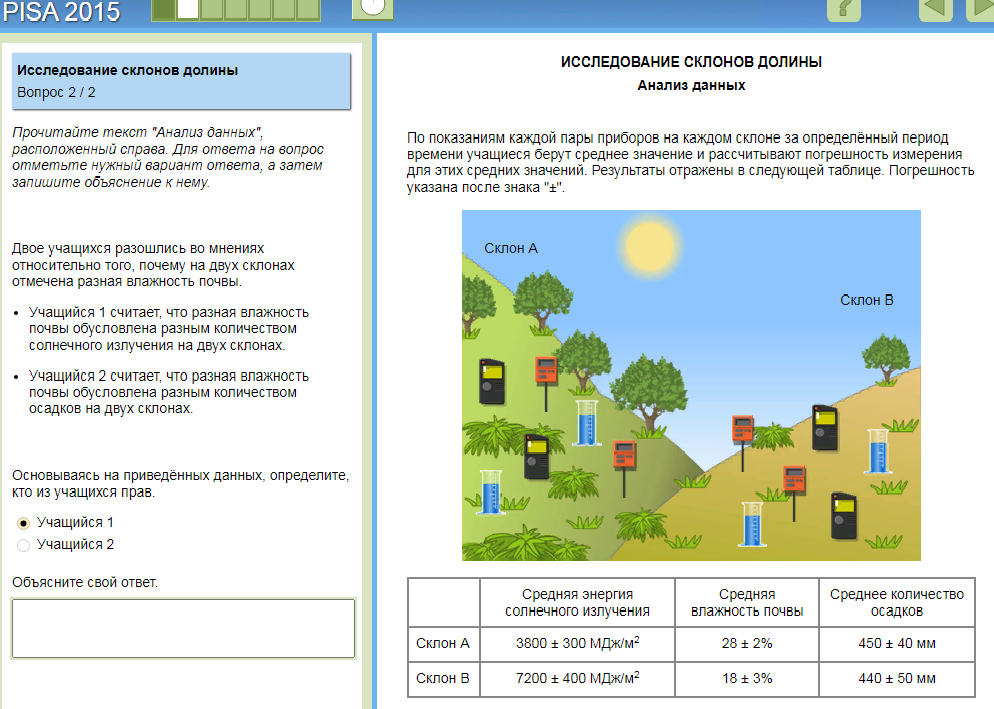 PISA 2015
?
Исследование склонов долины
Вопрос 2 / 2
Прочитайте текст "Анализ данных",
расположенный справа. Для ответа на вопрос
отметьте нужный вариант ответа, а затем
запишите объяснение к нему.
Двое учащихся разошлись во мнениях
относительно того, почему на двух склонах
отмечена разная влажность почвы.
• Учащийся 1 считает, что разная влажность
почвы обусловлена разным количеством
солнечного излучения на двух склонах.
• Учащийся 2 считает, что разная влажность
почвы обусловлена разным количеством
осадков на двух склонах.
Основываясь на приведённых данных, определите,
кто из учащихся прав.
Учащийся 1
Учащийся 2
Объясните свой ответ.
ИССЛЕДОВАНИЕ СКЛОНОВ ДОЛИНЫ
Анализ данных
По показаниям каждой пары приборов на каждом склоне за определённый период
времени учащиеся берут среднее значение и рассчитывают погрешность измерения
для этих средних значений. Результаты отражены в следующей таблице. Погрешность
указана после знака "±".
Склон А
Склон В
Средняя энергия солнечного излучения | Средняя влажность почвы | Среднее количество осадков
Склон А | 3800 ± 300 МДж/м² | 28 ± 2% | 450 ± 40 мм
Склон В | 7200 ± 400 МДж/м² | 18 ± 3% | 440 ± 50 мм